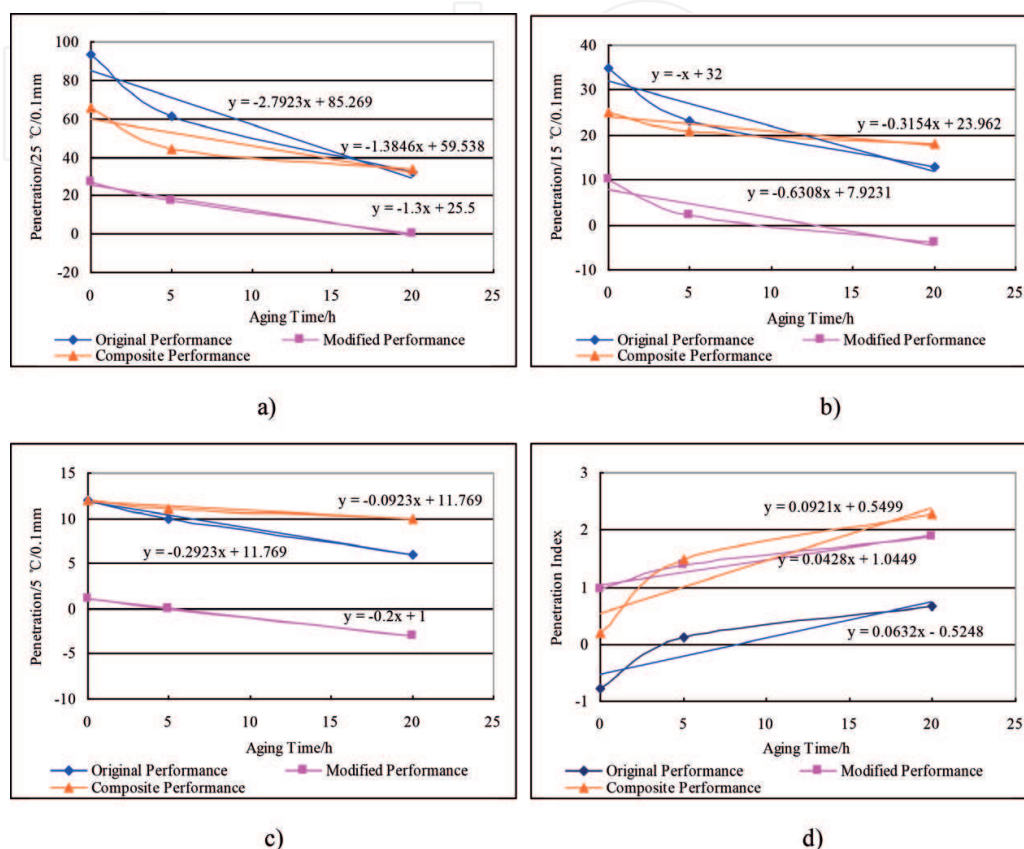 100
80
60
40
20
0
-20
Penetration/25 ℃/0.1mm
y = -2.7923x + 85.269
y = -1.3846x + 59.538
y = -1.3x + 25.5
0 5 10 15 20 25
Aging Time/h
Original Performance Modified Performance
Composite Performance
a)
50
40
30
20
10
0
-10
Penetration/15 ℃/0.1mm
y = -x + 32
y = -0.3154x + 23.962
y = -0.6308x + 7.9231
0 5 10 15 20 25
Aging Time/h
Original Performance Modified Performance
Composite Performance
b)
15
10
5
0
-5
-10
Penetration/5 ℃/0.1mm
y = -0.0923x + 11.769
y = -0.2923x + 11.769
y = -0.2x + 1
0 5 10 15 20 25
Aging Time/h
Original Performance Modified Performance
Composite Performance
c)
3
2
1
0
-1
Penetration Index
y = 0.0921x + 0.5499
y = 0.0428x + 1.0449
y = 0.0632x - 0.5248
0 5 10 15 20 25
Aging Time/h
Original Performance Modified Performance
Composite Performance
d)